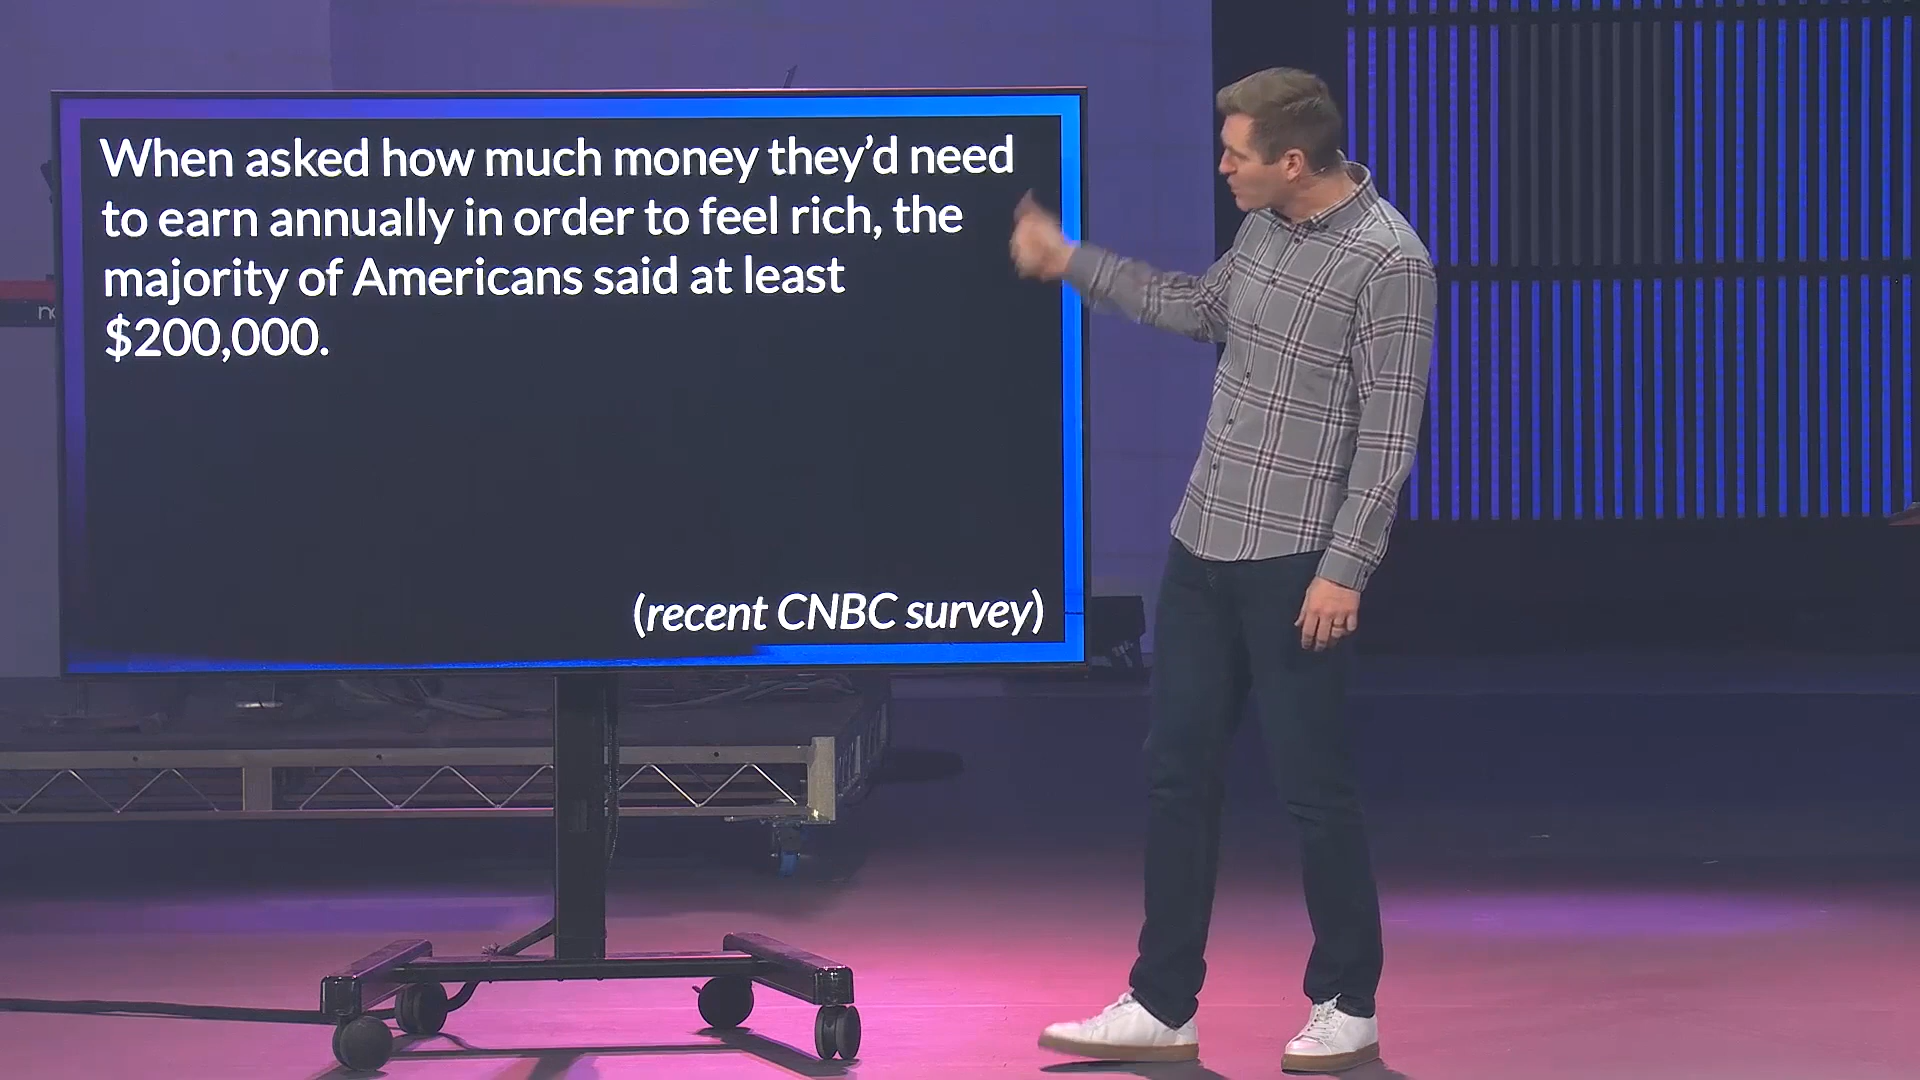 When asked how much money they'd need
to earn annually in order to feel rich, the
majority of Americans said at least
$200,000.
(recent CNBC survey)